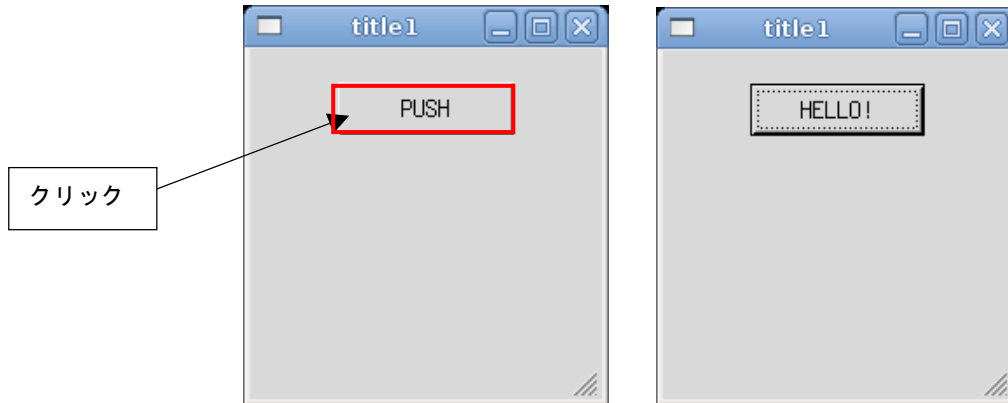 title1
title1
PUSH
HELLO!
クリック